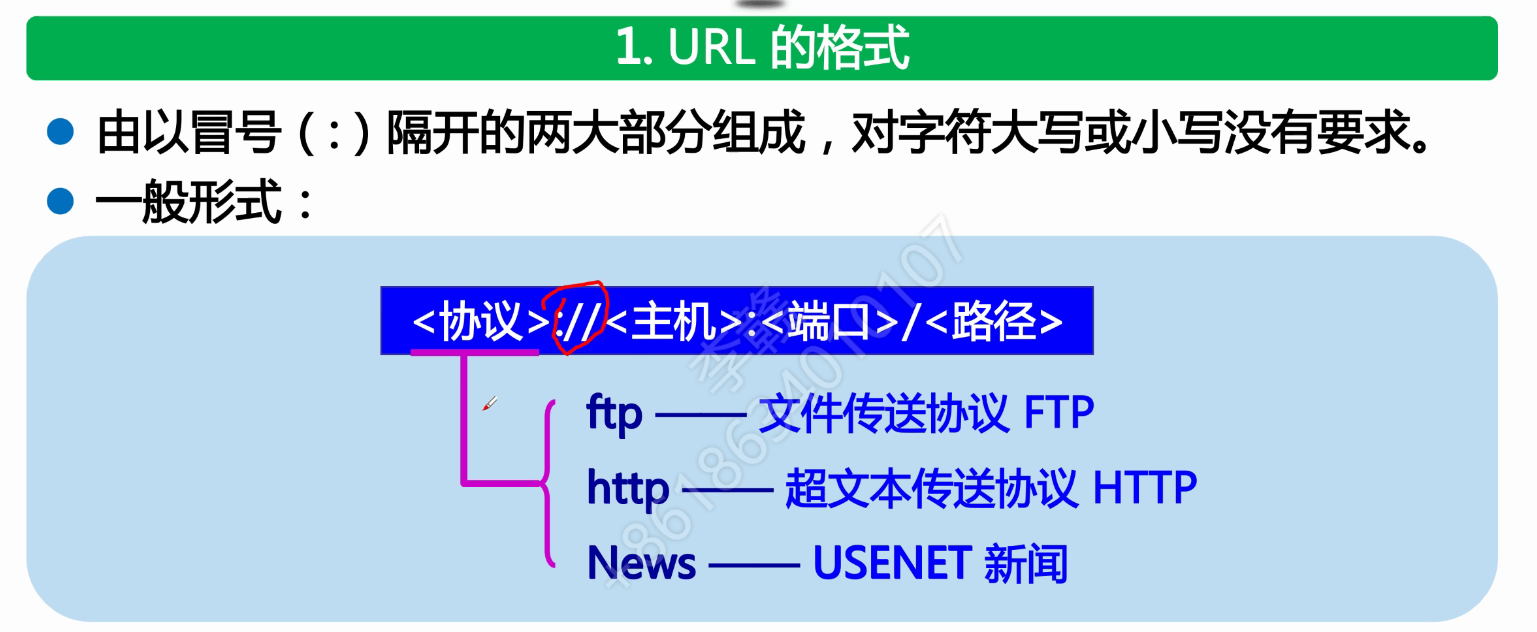 1. URL 的格式
由以冒号 (:) 隔开的两大部分组成，对字符大写或小写没有要求。
一般形式：
<协议>://<主机>:<端口>/<路径>
ftp —— 文件传送协议 FTP
http —— 超文本传送协议 HTTP
News —— USENET 新闻
李赣
+8618634010107